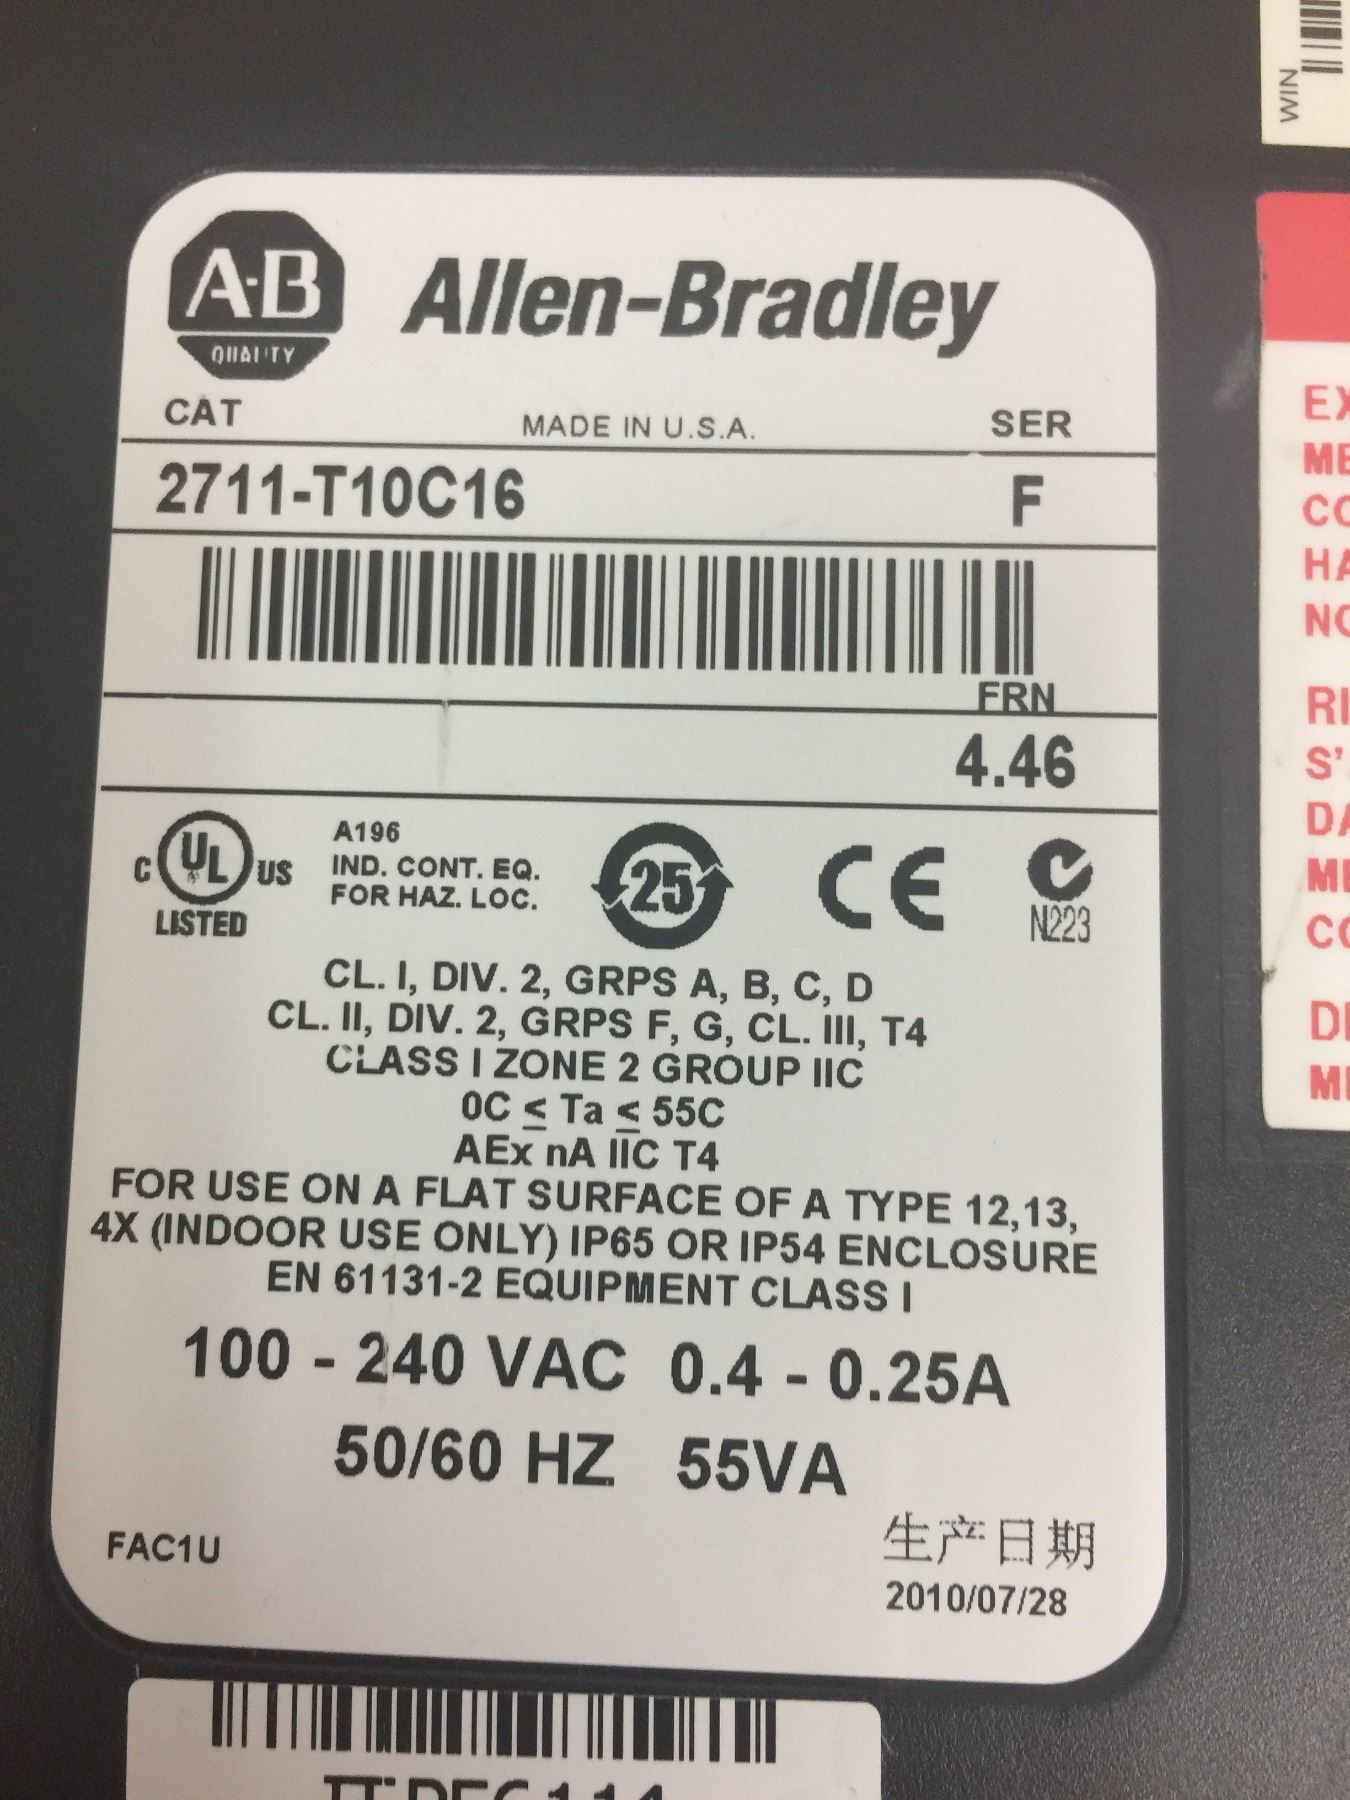 A-B
QUALITY
Allen-Bradley
CAT
MADE IN U.S.A.
SER
2711-T10C16
F
FRN
4.46
C UL US
LISTED
A196
IND. CONT. EQ.
FOR HAZ. LOC.
25
CE
N223
CL. I, DIV. 2, GRPS A, B, C, D
CL. II, DIV. 2, GRPS F, G, CL. III, T4
CLASS I ZONE 2 GROUP IIC
0C ≤ Ta ≤ 55C
AEx nA IIC T4
FOR USE ON A FLAT SURFACE OF A TYPE 12,13,
4X (INDOOR USE ONLY) IP65 OR IP54 ENCLOSURE
EN 61131-2 EQUIPMENT CLASS I
100 - 240 VAC 0.4 - 0.25A
50/60 HZ 55VA
FAC1U
生产日期
2010/07/28
WIN